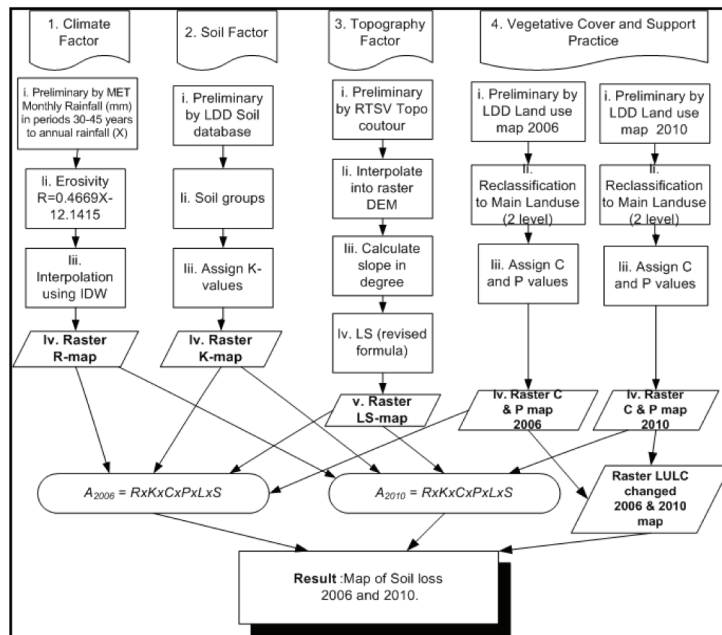 1. Climate
Factor
2. Soil Factor
3. Topography
Factor
4. Vegetative Cover and Support
Practice
i. Preliminary by MET
Monthly Rainfall (mm)
in periods 30-45 years
to annual rainfall (X)
i. Preliminary
by LDD Soil
database
i. Preliminary
by RTSV Topo
coutour
i. Preliminary by
LDD Land use
map 2006
i. Preliminary by
LDD Land use
map 2010
Ii. Erosivity
R=0.4669X-
12.1415
Ii. Soil groups
Ii. Interpolate
into raster
DEM
II.
Reclassification
to Main Landuse
(2 level)
II.
Reclassification
to Main Landuse
(2 level)
Iii.
Interpolation
using IDW
Iii. Assign K-
values
Iii. Calculate
slope in
degree
Iii. Assign C
and P values
Iii. Assign C
and P values
Iv. Raster
R-map
Iv. Raster
K-map
Iv. LS (revised
formula)
v. Raster
LS-map
Iv. Raster C
& P map
2006
Iv. Raster
C & P map
2010
A2006 = RxKxCxPxLxS
A2010 = RxKxCxPxLxS
Raster LULC
changed
2006 & 2010
map
Result :Map of Soil loss
2006 and 2010.